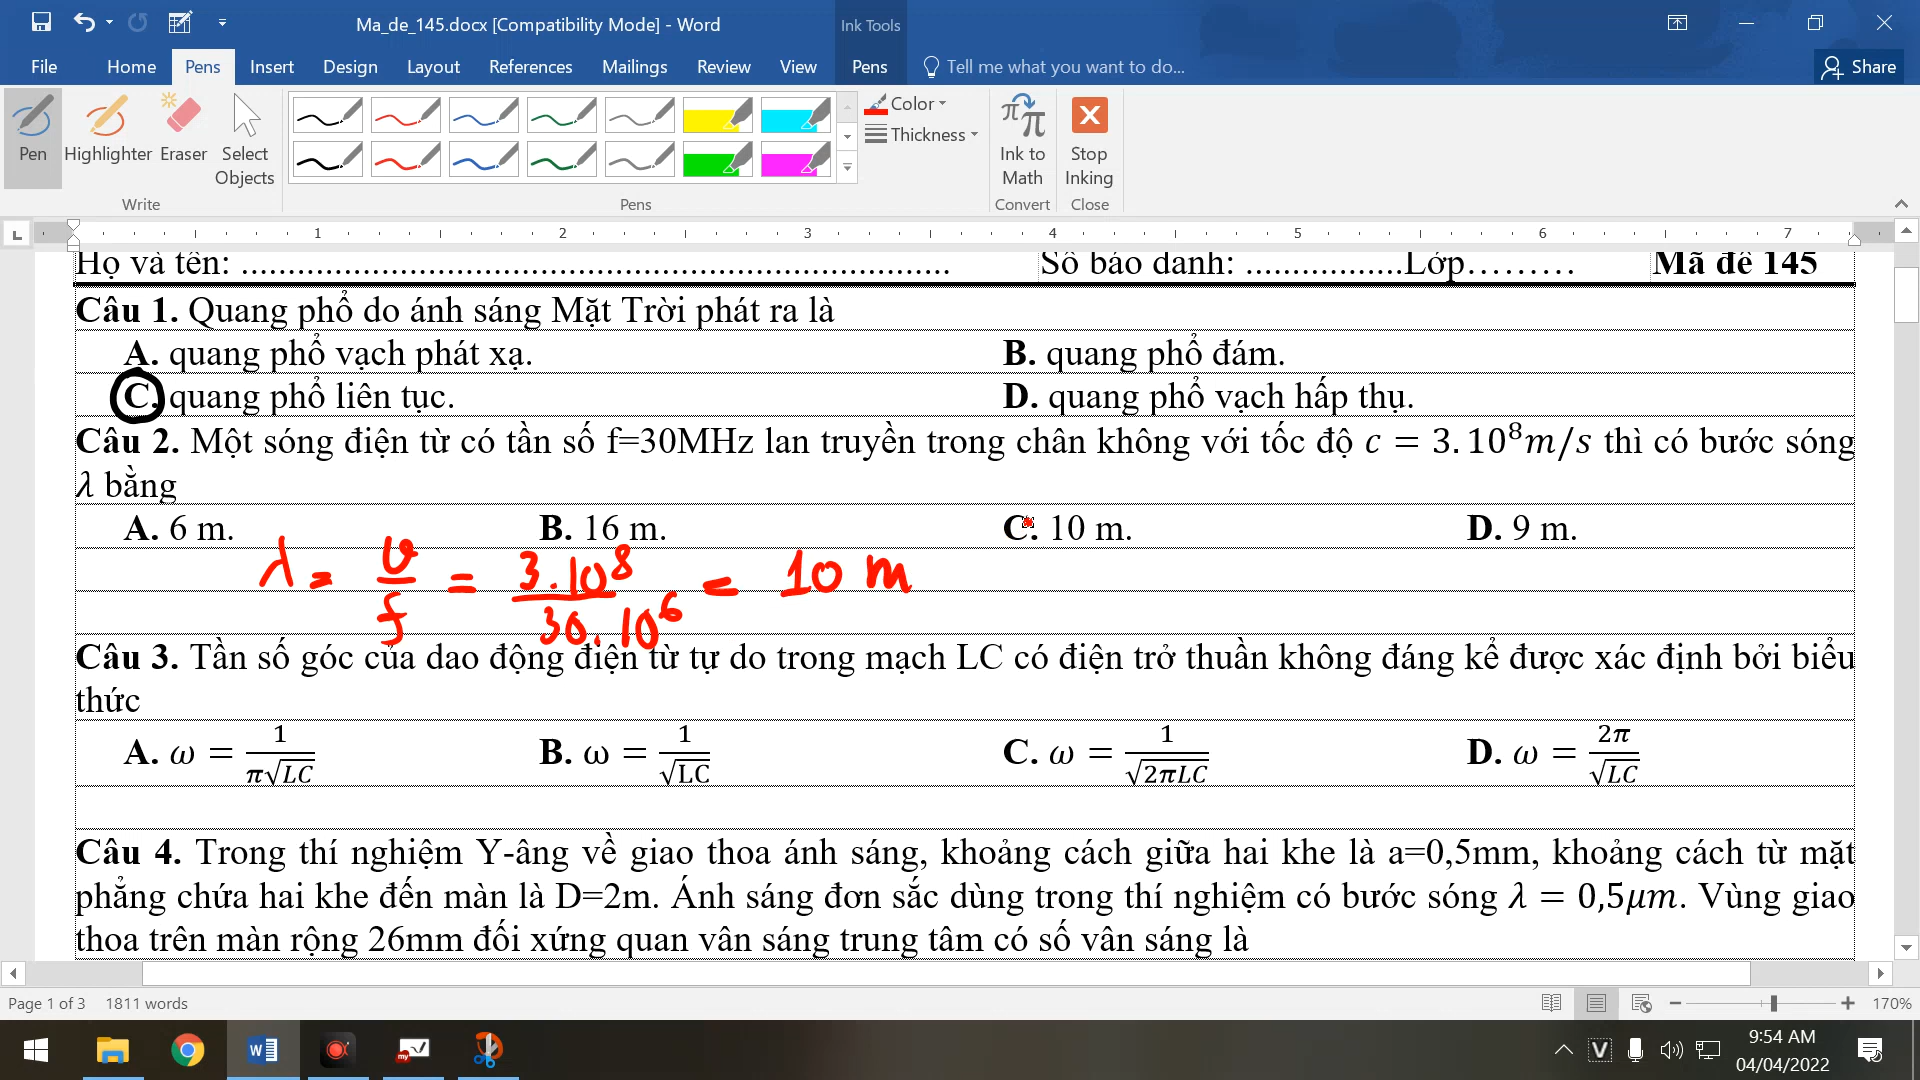 Ma_de_145.docx [Compatibility Mode] - Word
Ink Tools
File Home Pens Insert Design Layout References Mailings Review View Pens Tell me what you want to do... Share
Pen Highlighter Eraser Select Objects
Color
Thickness
Ink to Math
Stop Inking
Write Pens Convert Close
1 2 3 4 5 6 7
Họ và tên: ............................................................................. Số báo danh: .................Lớp......... Mã đề 145
Câu 1. Quang phổ do ánh sáng Mặt Trời phát ra là
A. quang phổ vạch phát xạ. B. quang phổ đám.
C. quang phổ liên tục. D. quang phổ vạch hấp thụ.
Câu 2. Một sóng điện từ có tần số f=30MHz lan truyền trong chân không với tốc độ c = 3.10⁸m/s thì có bước sóng
λ bằng
A. 6 m. B. 16 m. C. 10 m. D. 9 m.
λ = v/f = 3.10⁸/30.10⁶ = 10 m
Câu 3. Tần số góc của dao động điện từ tự do trong mạch LC có điện trở thuần không đáng kể được xác định bởi biểu
thức
A. ω = 1/π√LC B. ω = 1/√LC C. ω = 1/√2πLC D. ω = 2π/√LC
Câu 4. Trong thí nghiệm Y-âng về giao thoa ánh sáng, khoảng cách giữa hai khe là a=0,5mm, khoảng cách từ mặt
phẳng chứa hai khe đến màn là D=2m. Ánh sáng đơn sắc dùng trong thí nghiệm có bước sóng λ = 0,5μm. Vùng giao
thoa trên màn rộng 26mm đối xứng quan vân sáng trung tâm có số vân sáng là
Page 1 of 3 1811 words 170%
9:54 AM
04/04/2022